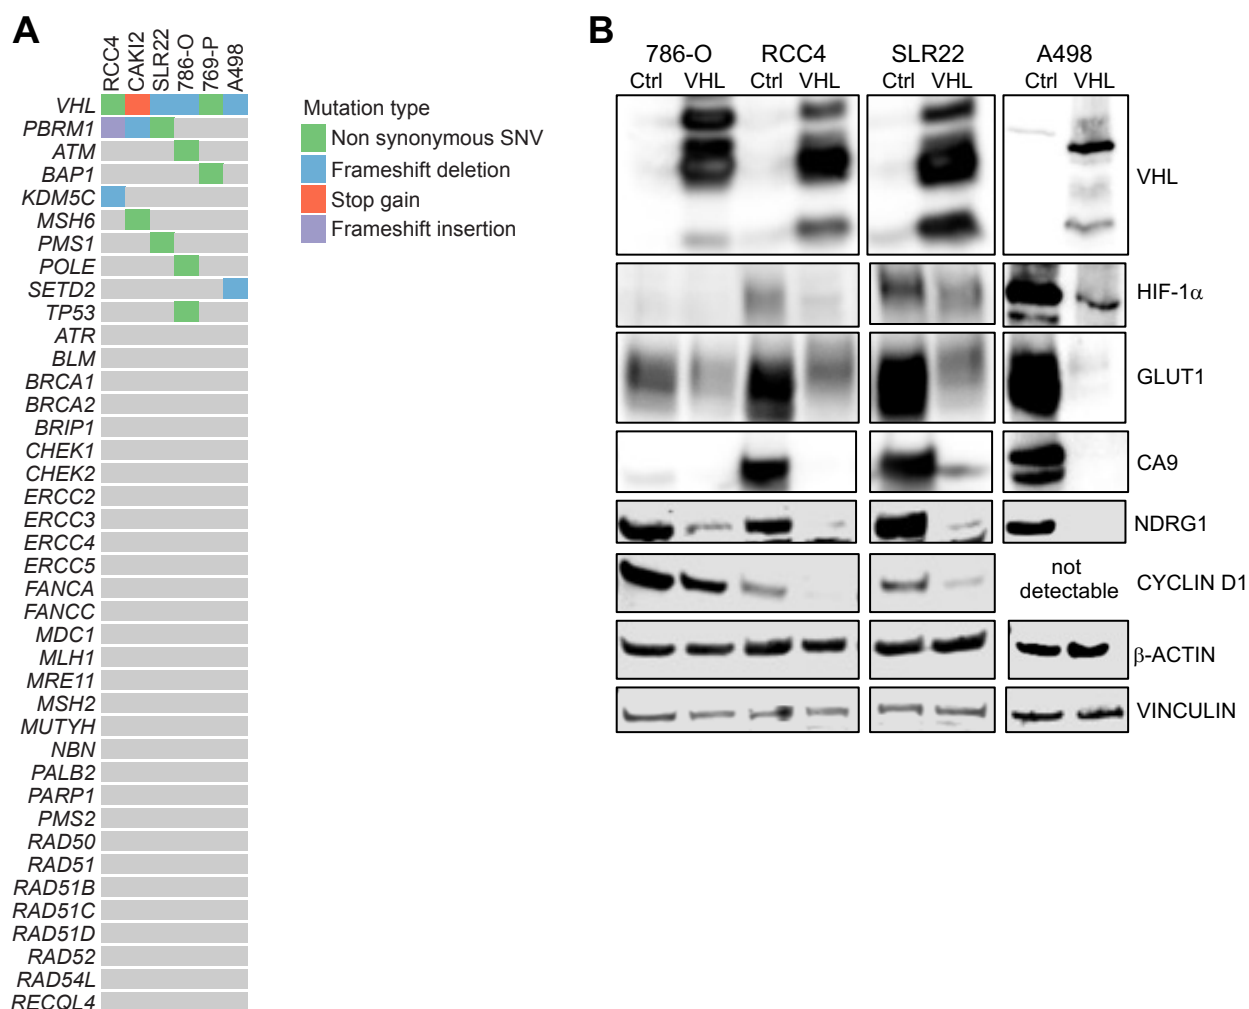 A
RCC4
CAKI2
SLR22
786-O
769-P
A498
VHL
PBRM1
ATM
BAP1
KDM5C
MSH6
PMS1
POLE
SETD2
TP53
ATR
BLM
BRCA1
BRCA2
BRIP1
CHEK1
CHEK2
ERCC2
ERCC3
ERCC4
ERCC5
FANCA
FANCC
MDC1
MLH1
MRE11
MSH2
MUTYH
NBN
PALB2
PARP1
PMS2
RAD50
RAD51
RAD51B
RAD51C
RAD51D
RAD52
RAD54L
RECQL4
Mutation type
Non synonymous SNV
Frameshift deletion
Stop gain
Frameshift insertion
B
786-O RCC4 SLR22 A498
Ctrl VHL Ctrl VHL Ctrl VHL Ctrl VHL
VHL
HIF-1α
GLUT1
CA9
NDRG1
not
detectable
CYCLIN D1
β-ACTIN
VINCULIN